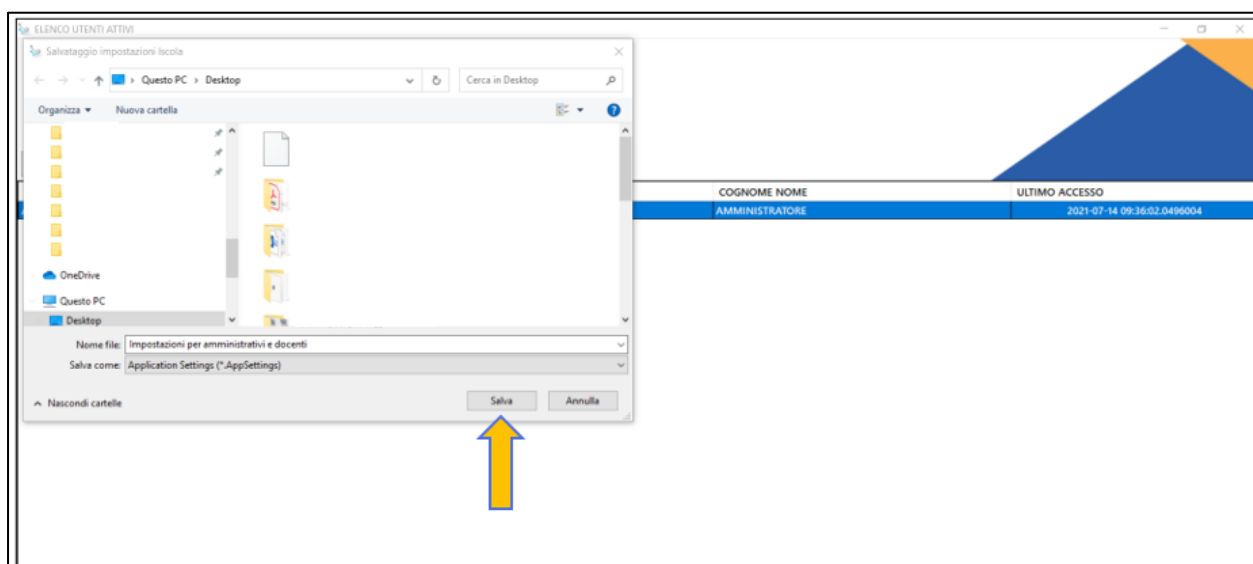 ELENCO UTENTI ATTIVI
Salvataggio impostazioni Iscola
Questo PC › Desktop
Cerca in Desktop
Organizza
Nuova cartella
OneDrive
Questo PC
Desktop
COGNOME NOME
ULTIMO ACCESSO
AMMINISTRATORE
2021-07-14 09:36:02.0496004
Nome file: Impostazioni per amministrativi e docenti
Salva come: Application Settings (*.AppSettings)
Nascondi cartelle
Salva
Annulla